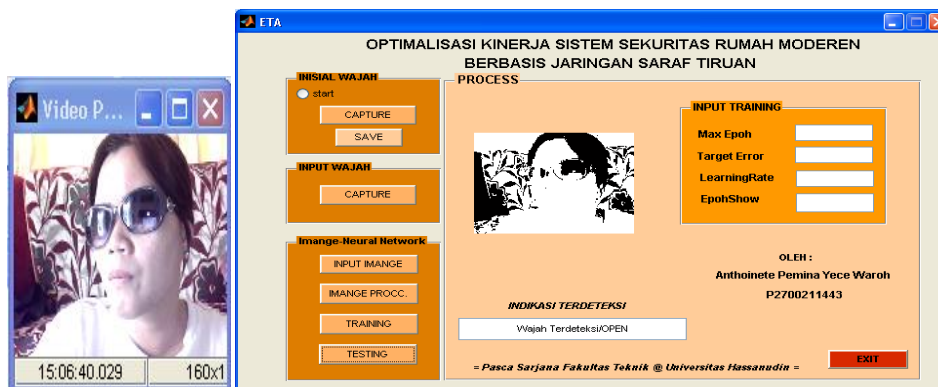 Video P...
15:06:40.029
160x1
ETA
OPTIMALISASI KINERJA SISTEM SEKURITAS RUMAH MODEREN
BERBASIS JARINGAN SARAF TIRUAN
INISIAL WAJAH
start
CAPTURE
SAVE
INPUT WAJAH
CAPTURE
Imange-Neural Network
INPUT IMANGE
IMANGE PROCC.
TRAINING
TESTING
PROCESS
INPUT TRAINING
Max Epoh
Target Error
LearningRate
EpohShow
OLEH :
Anthoinete Pemina Yece Waroh
P2700211443
INDIKASI TERDETEKSI
Wajah Terdeteksi/OPEN
EXIT
= Pasca Sarjana Fakultas Teknik @ Universitas Hassanudin =